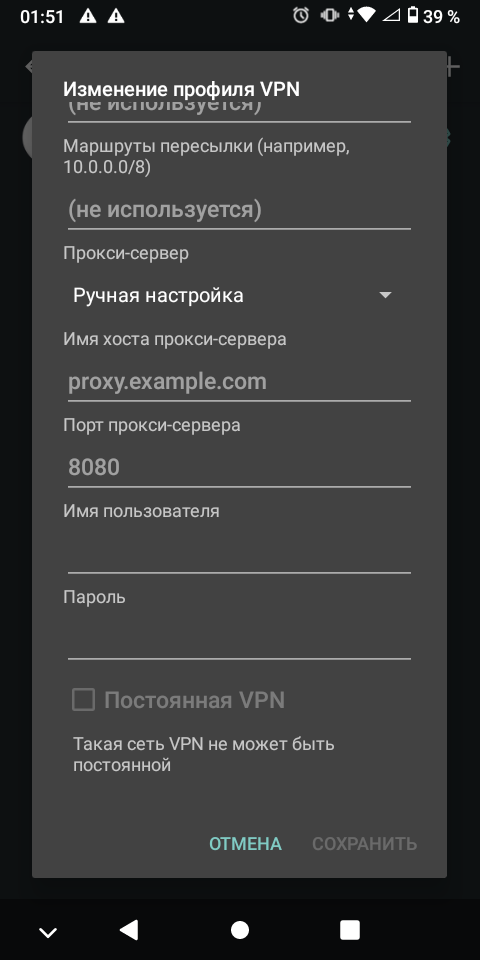 01:51
39 %
Изменение профиля VPN
(не используется)
Маршруты пересылки (например,
10.0.0.0/8)
(не используется)
Прокси-сервер
Ручная настройка
Имя хоста прокси-сервера
proxy.example.com
Порт прокси-сервера
8080
Имя пользователя
Пароль
Постоянная VPN
Такая сеть VPN не может быть
постоянной
ОТМЕНА СОХРАНИТЬ